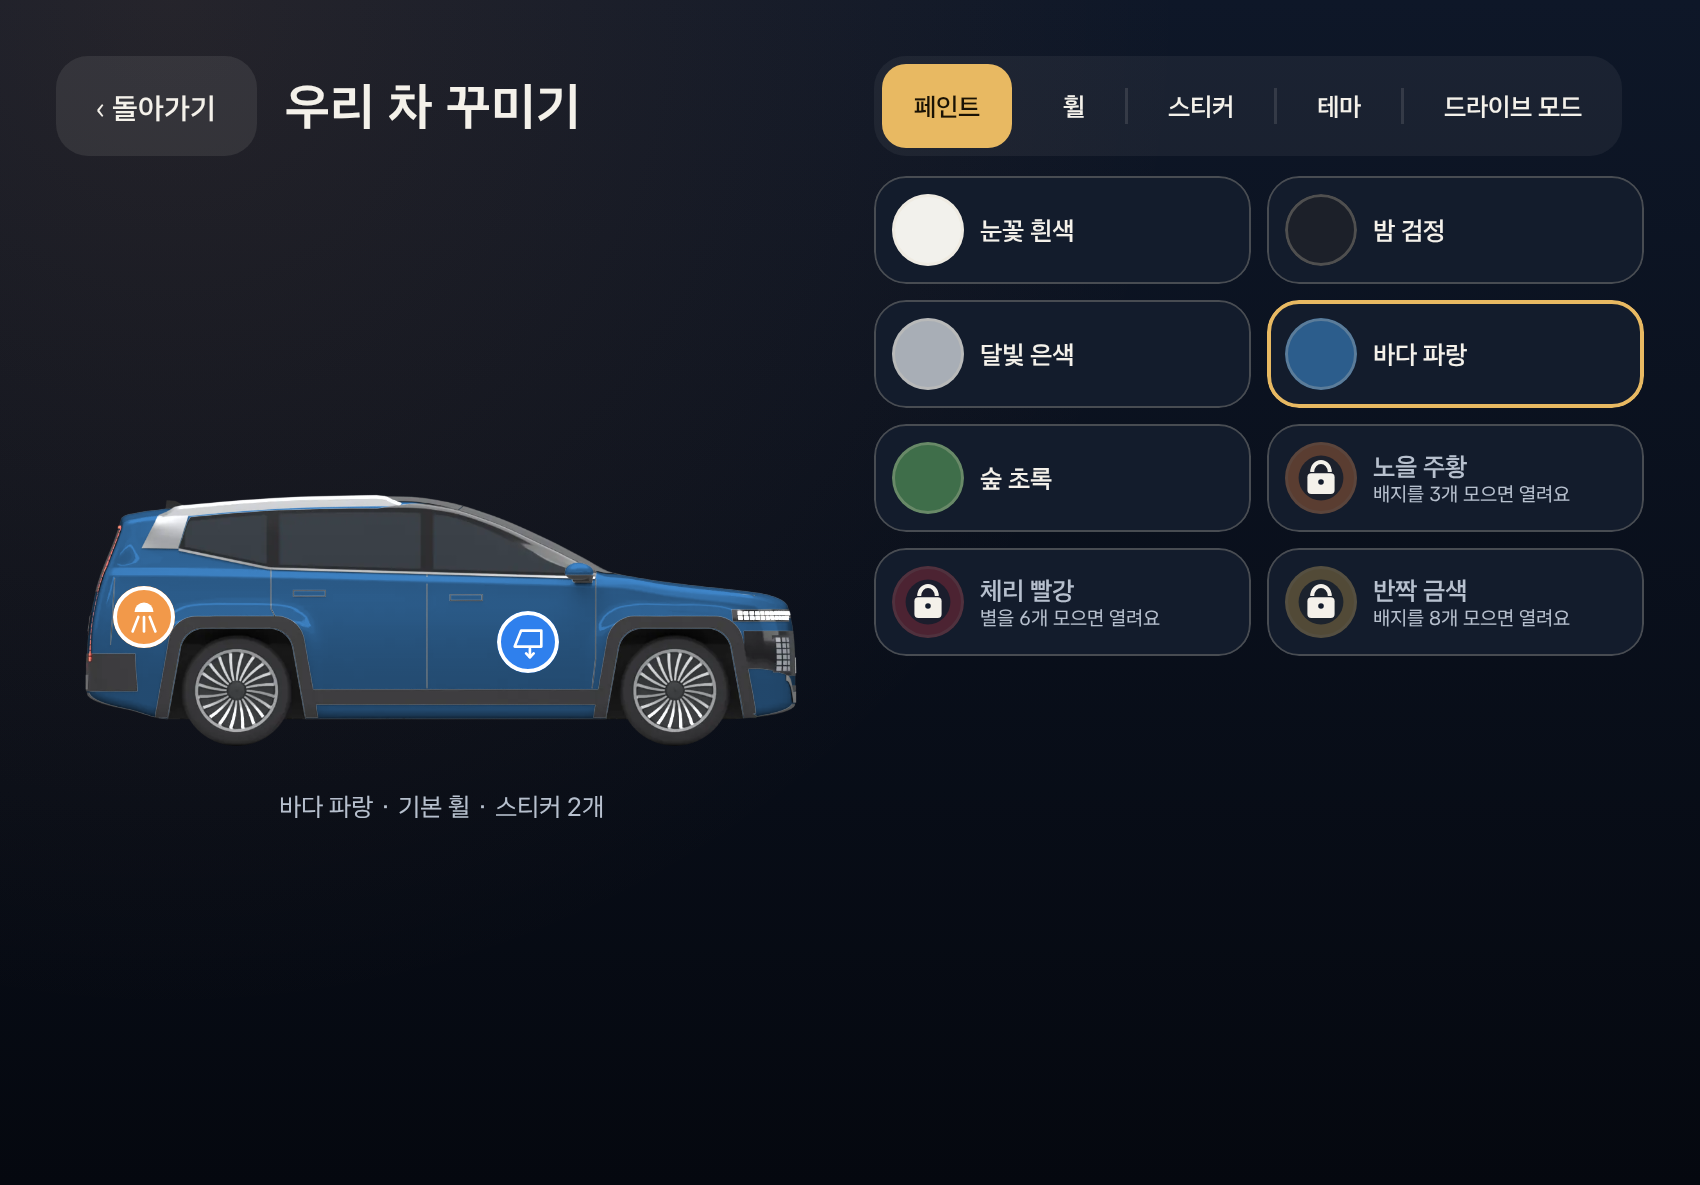 ‹ 돌아가기
우리 차 꾸미기
페인트
휠
스티커
테마
드라이브 모드
눈꽃 흰색
밤 검정
달빛 은색
바다 파랑
숲 초록
노을 주황
배지를 3개 모으면 열려요
체리 빨강
별을 6개 모으면 열려요
반짝 금색
배지를 8개 모으면 열려요
바다 파랑 · 기본 휠 · 스티커 2개